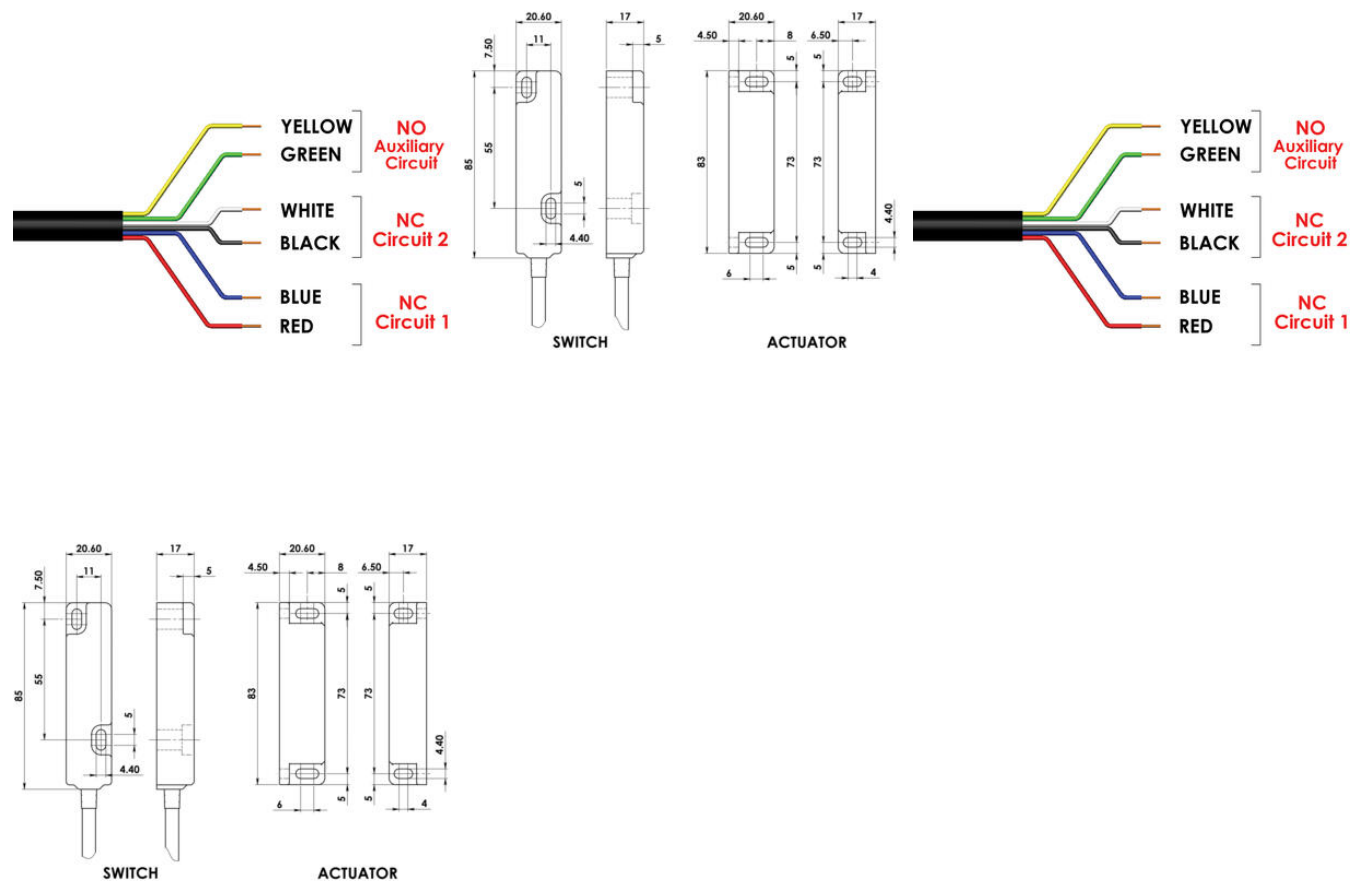 YELLOW
GREEN
NO
Auxiliary
Circuit
WHITE
BLACK
NC
Circuit 2
BLUE
RED
NC
Circuit 1
20.60
17
11
5
7.50
85
55
5
4.40
SWITCH
20.60
17
4.50
8
6.50
5
5
83
73
73
4.40
6
5
5
4
ACTUATOR
YELLOW
GREEN
NO
Auxiliary
Circuit
WHITE
BLACK
NC
Circuit 2
BLUE
RED
NC
Circuit 1
20.60
17
11
5
7.50
85
55
5
4.40
SWITCH
20.60
17
4.50
8
6.50
5
5
83
73
73
4.40
6
5
5
4
ACTUATOR